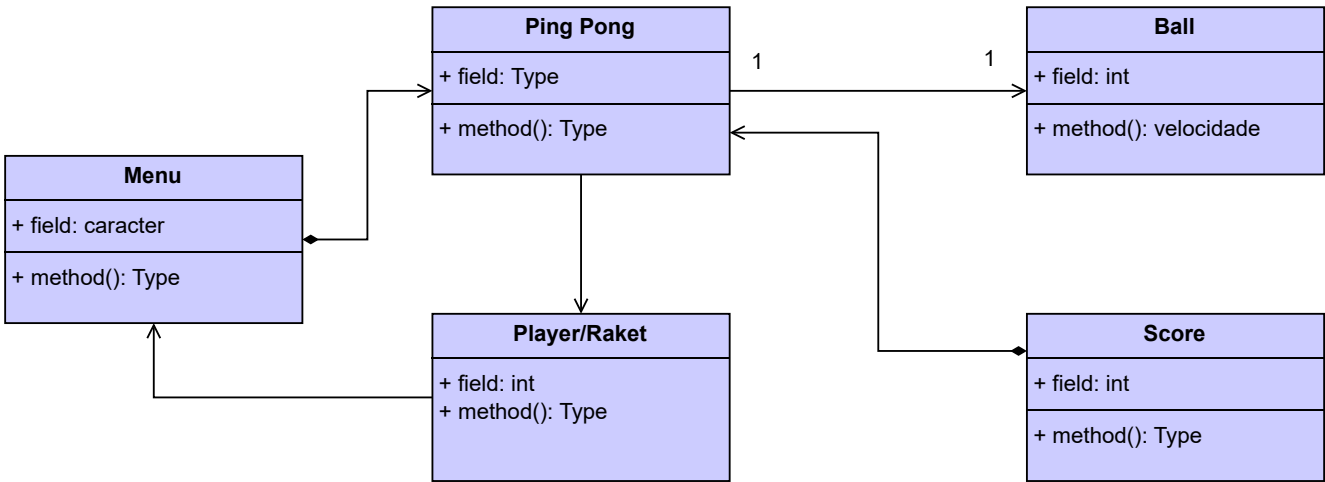 Ping Pong
+ field: Type
+ method(): Type
1
1
Ball
+ field: int
+ method(): velocidade
Menu
+ field: caracter
+ method(): Type
Player/Raket
+ field: int
+ method(): Type
Score
+ field: int
+ method(): Type